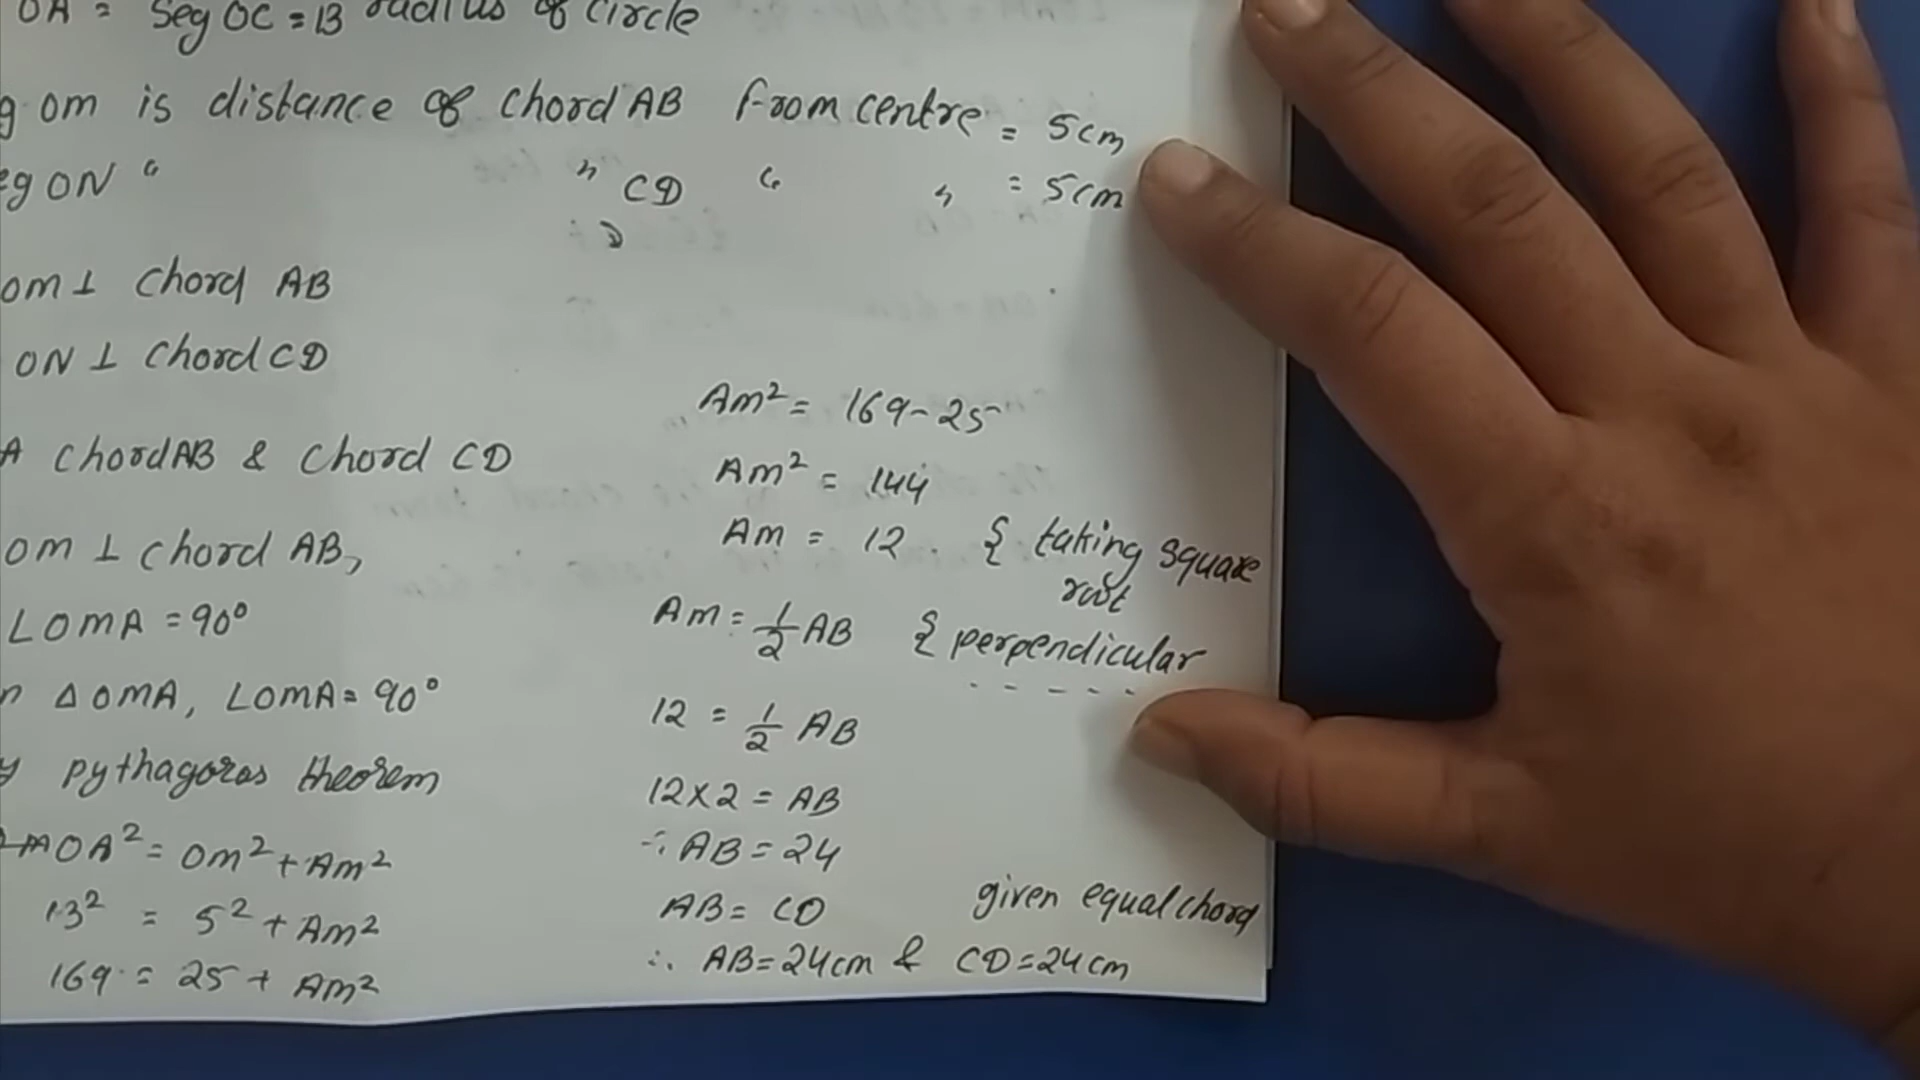 OA = seg OC = 13 radius of circle
g om is distance of chord AB from centre = 5cm
eg ON " " CD " " = 5cm
om ⊥ chord AB
ON ⊥ chord CD
A chord AB & chord CD
om ⊥ chord AB,
∠OMA = 90°
n ΔOMA, ∠OMA = 90°
y pythagoras theorem
OA² = OM² + AM²
13² = 5² + AM²
169 = 25 + AM²
AM² = 169 - 25
AM² = 144
AM = 12 { taking square
root
AM = 1/2 AB { perpendicular
- - - - -
12 = 1/2 AB
12 × 2 = AB
∴ AB = 24
AB = CD given equal chord
∴ AB = 24cm & CD = 24cm